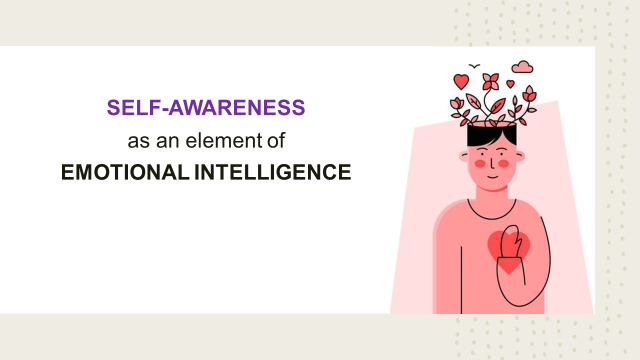 SELF-AWARENESS
as an element of
EMOTIONAL INTELLIGENCE